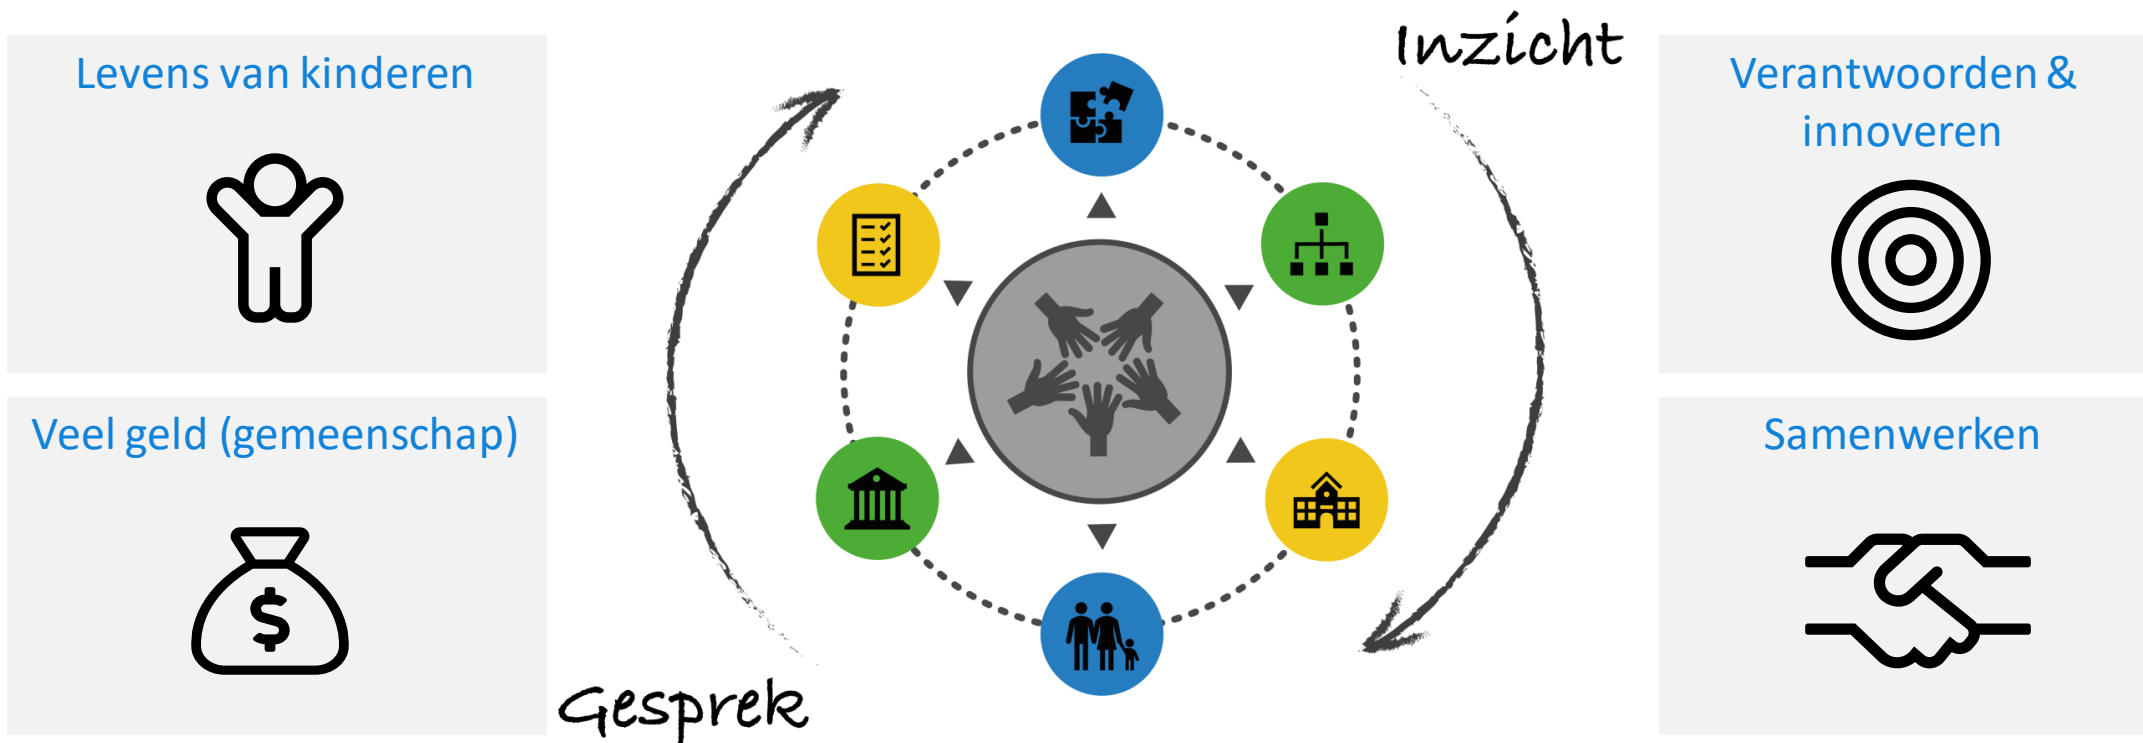 Levens van kinderen
Veel geld (gemeenschap)
$
Inzicht
Gesprek
Verantwoorden &
innoveren
Samenwerken